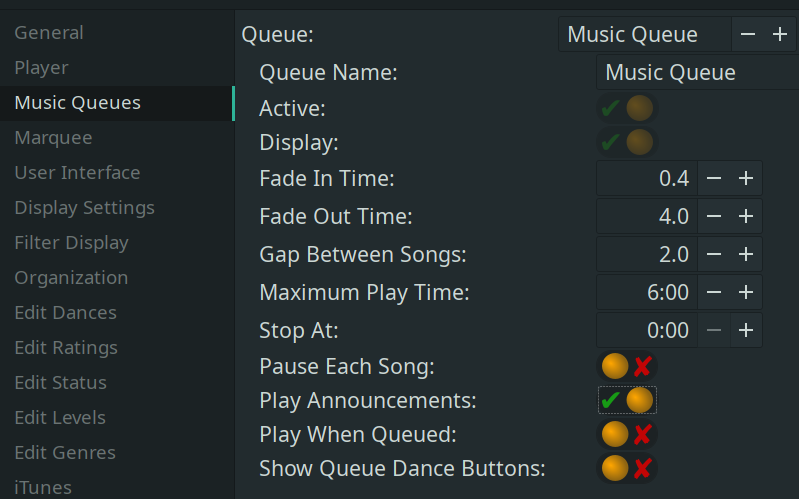 General
Player
Music Queues
Marquee
User Interface
Display Settings
Filter Display
Organization
Edit Dances
Edit Ratings
Edit Status
Edit Levels
Edit Genres
iTunes
Queue: Music Queue − +
Queue Name: Music Queue
Active: ✔
Display: ✔
Fade In Time: 0.4 − +
Fade Out Time: 4.0 − +
Gap Between Songs: 2.0 − +
Maximum Play Time: 6:00 − +
Stop At: 0:00 − +
Pause Each Song: ✘
Play Announcements: ✔
Play When Queued: ✘
Show Queue Dance Buttons: ✘